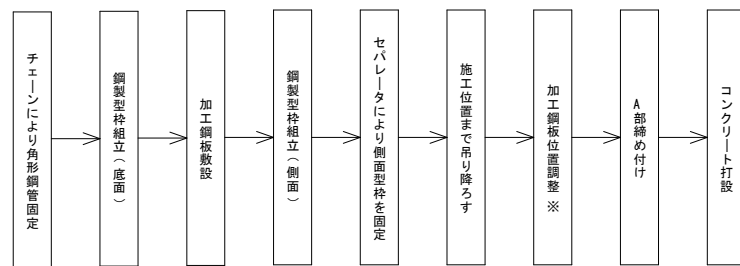 チェーンにより角形鋼管固定
鋼製型枠組立（底面）
加工鋼板敷設
鋼製型枠組立（側面）
セパレータにより側面型枠を固定
施工位置まで吊り降ろす
加工鋼板位置調整 ※
A部締め付け
コンクリート打設